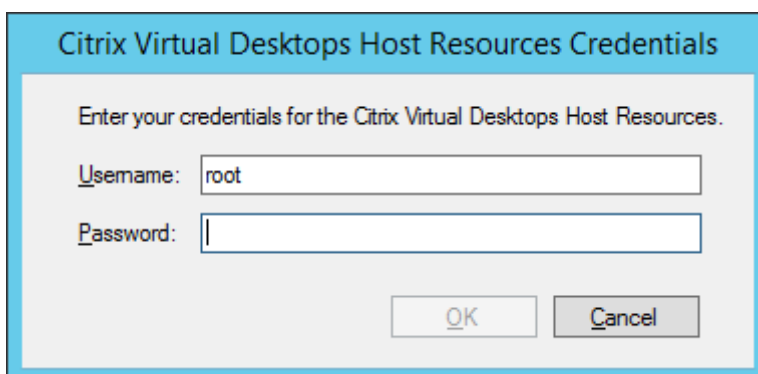 Citrix Virtual Desktops Host Resources Credentials
Enter your credentials for the Citrix Virtual Desktops Host Resources.
Username: root
Password:
OK Cancel